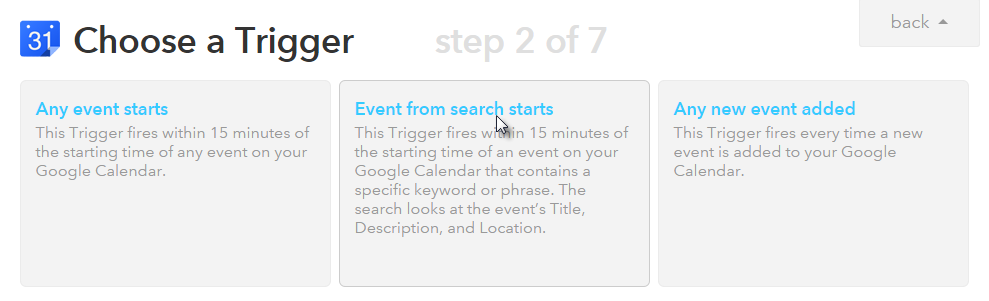 31
Choose a Trigger
step 2 of 7
back
Any event starts
This Trigger fires within 15 minutes of
the starting time of any event on your
Google Calendar.
Event from search starts
This Trigger fires within 15 minutes of
the starting time of an event on your
Google Calendar that contains a
specific keyword or phrase. The
search looks at the event's Title,
Description, and Location.
Any new event added
This Trigger fires every time a new
event is added to your Google
Calendar.